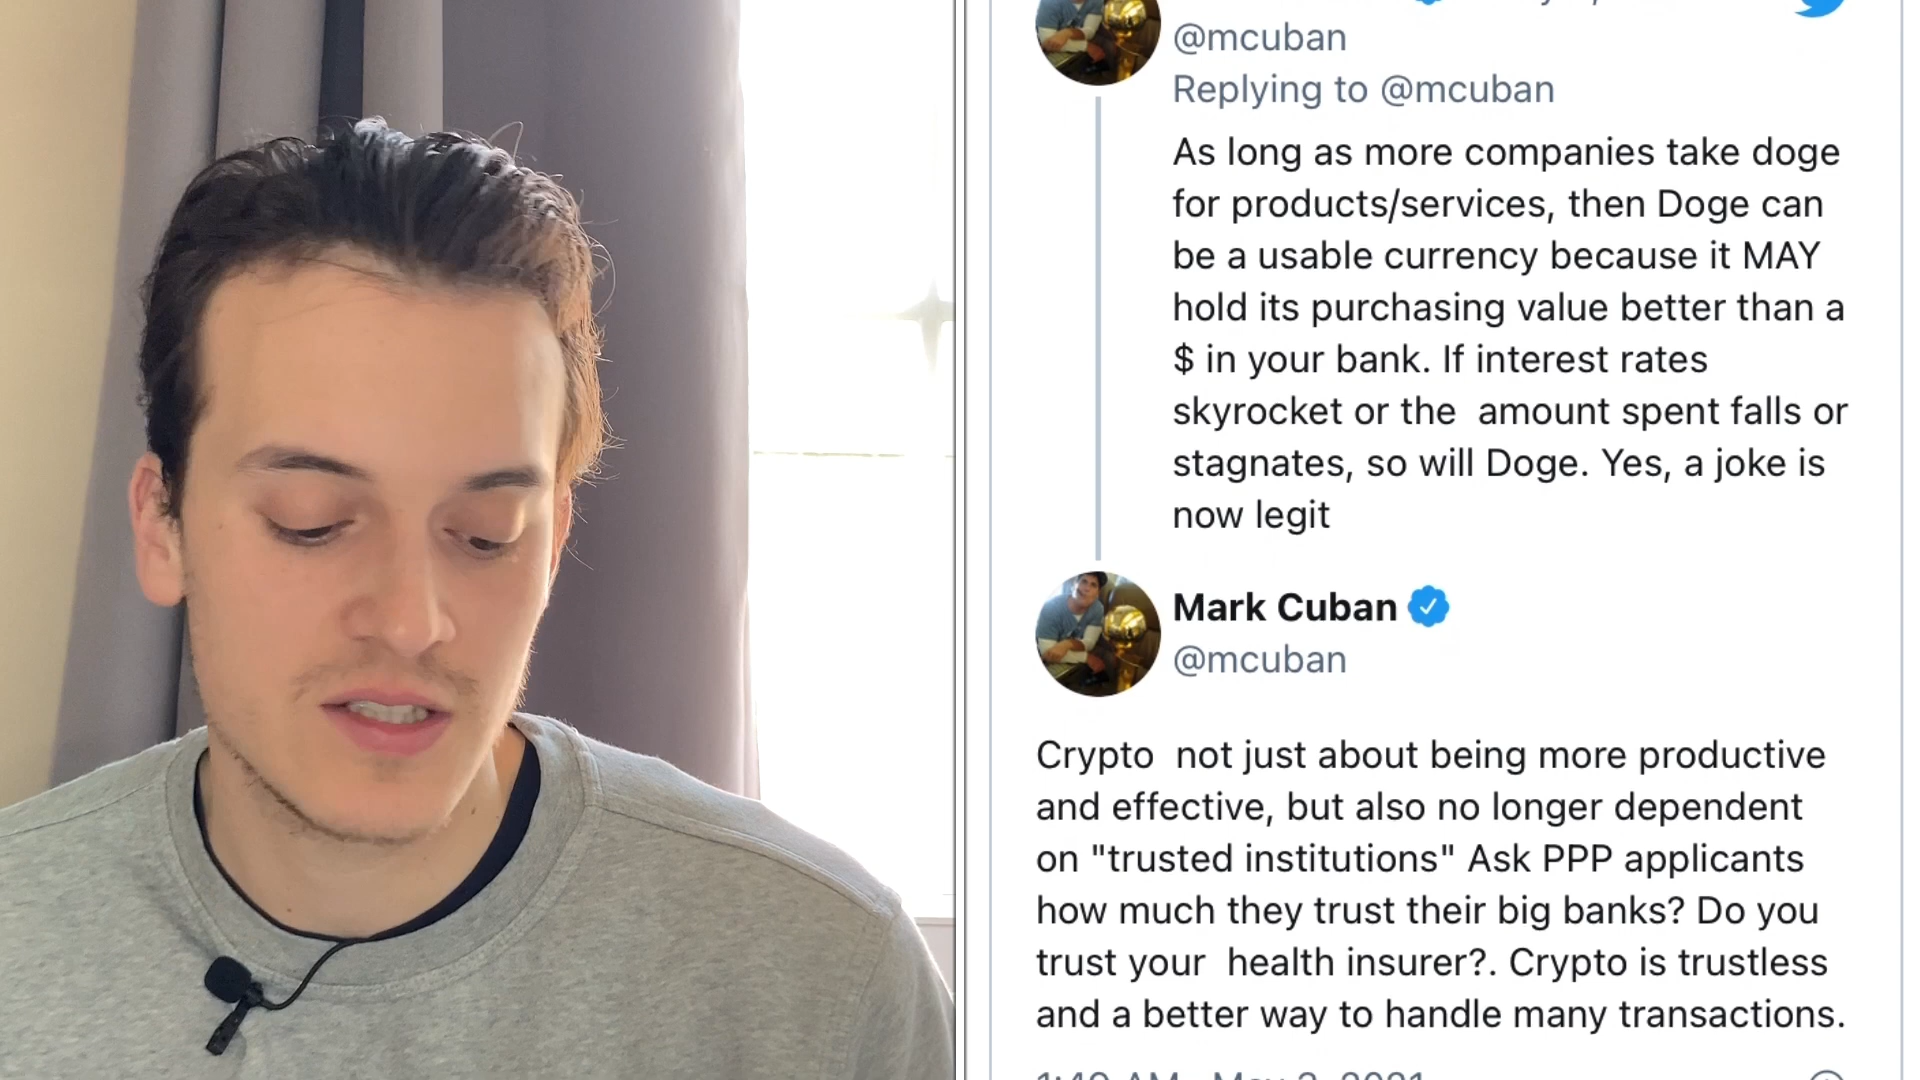 @mcuban
Replying to @mcuban
As long as more companies take doge
for products/services, then Doge can
be a usable currency because it MAY
hold its purchasing value better than a
$ in your bank. If interest rates
skyrocket or the  amount spent falls or
stagnates, so will Doge. Yes, a joke is
now legit
Mark Cuban
@mcuban
Crypto  not just about being more productive
and effective, but also no longer dependent
on "trusted institutions" Ask PPP applicants
how much they trust their big banks? Do you
trust your  health insurer?. Crypto is trustless
and a better way to handle many transactions.